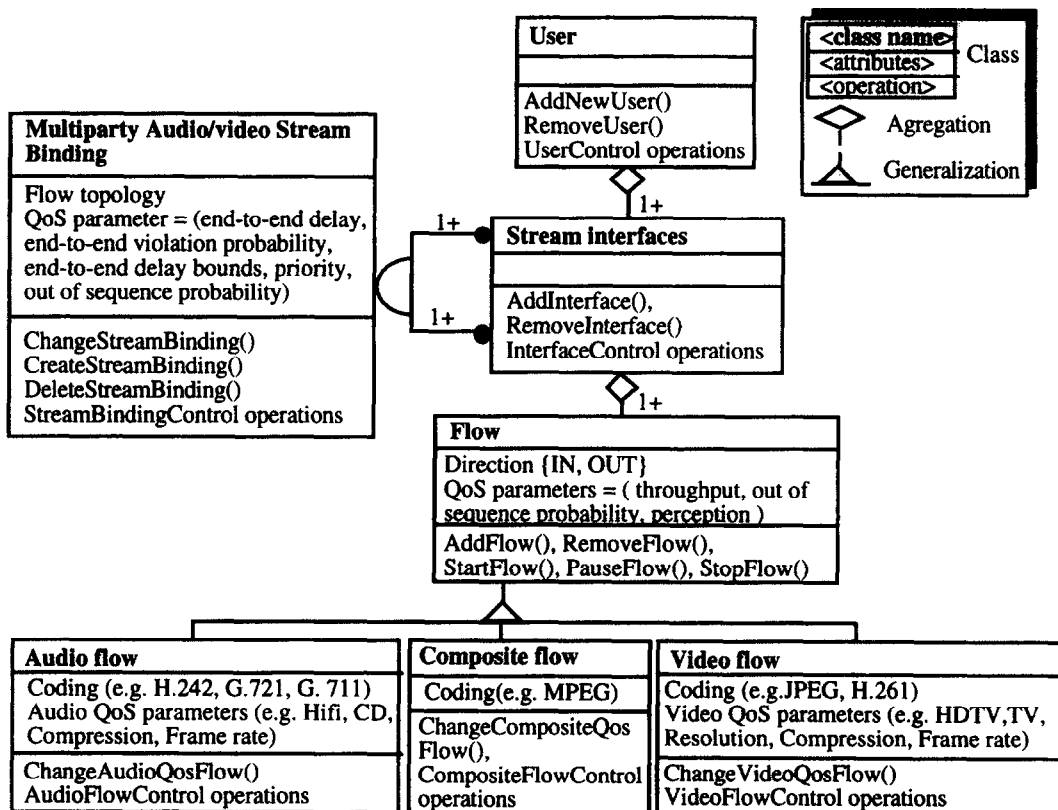 User
AddNewUser()
RemoveUser()
UserControl operations
<class name>
<attributes>
<operation>
Class
Agregation
Generalization
Multiparty Audio/video Stream
Binding
Flow topology
QoS parameter = (end-to-end delay,
end-to-end violation probability,
end-to-end delay bounds, priority,
out of sequence probability)
ChangeStreamBinding()
CreateStreamBinding()
DeleteStreamBinding()
StreamBindingControl operations
1+
1+
1+
Stream interfaces
AddInterface(),
RemoveInterface()
InterfaceControl operations
1+
Flow
Direction {IN, OUT}
QoS parameters = ( throughput, out of
sequence probability, perception )
AddFlow(), RemoveFlow(),
StartFlow(), PauseFlow(), StopFlow()
Audio flow
Coding (e.g. H.242, G.721, G. 711)
Audio QoS parameters (e.g. Hifi, CD,
Compression, Frame rate)
ChangeAudioQosFlow()
AudioFlowControl operations
Composite flow
Coding(e.g. MPEG)
ChangeCompositeQos
Flow(),
CompositeFlowControl
operations
Video flow
Coding (e.g.JPEG, H.261)
Video QoS parameters (e.g. HDTV,TV,
Resolution, Compression, Frame rate)
ChangeVideoQosFlow()
VideoFlowControl operations